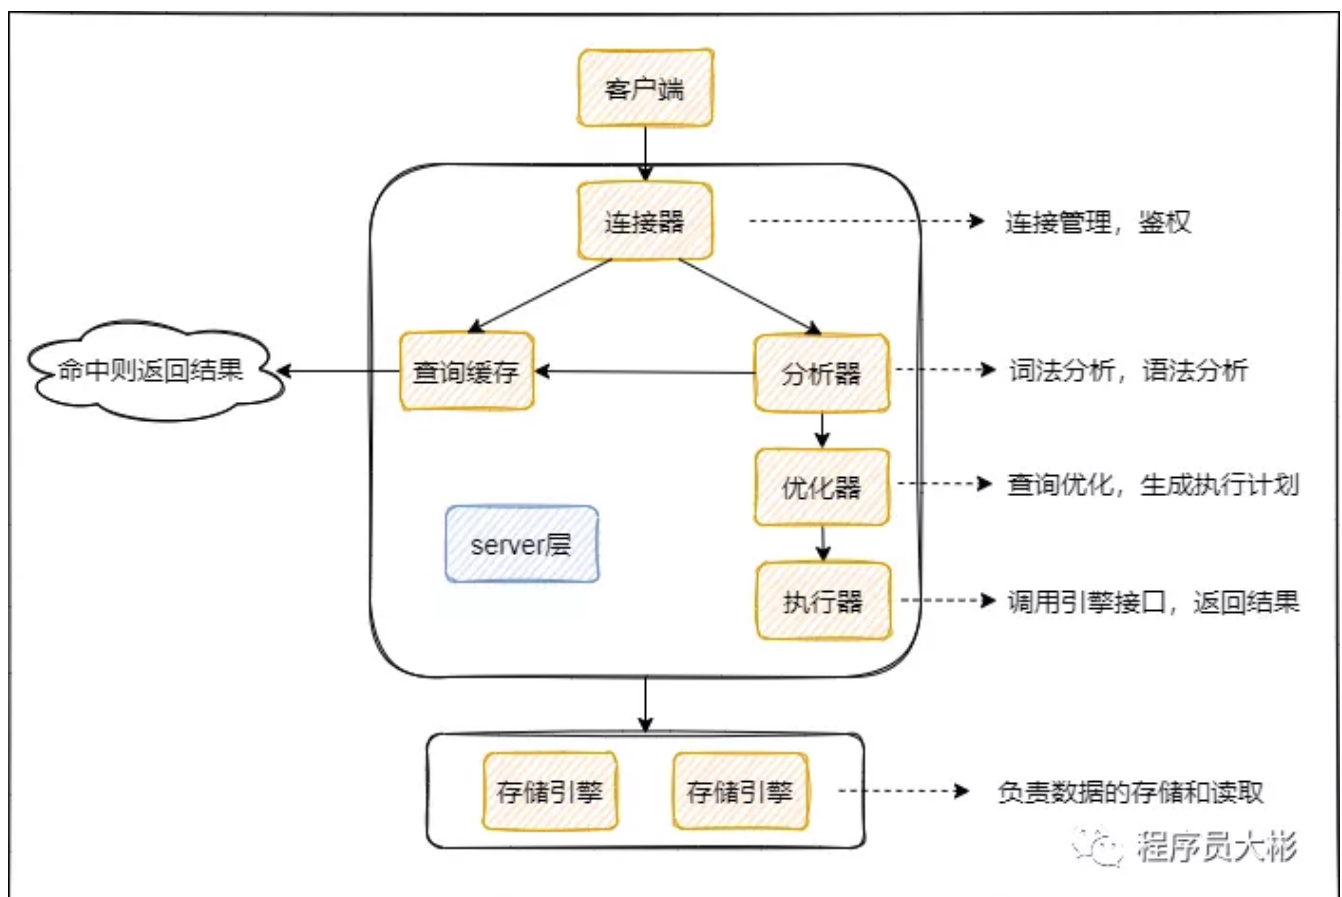 客户端
连接器
连接管理，鉴权
命中则返回结果
查询缓存
分析器
词法分析，语法分析
优化器
查询优化，生成执行计划
server层
执行器
调用引擎接口，返回结果
存储引擎
存储引擎
负责数据的存储和读取
程序员大彬